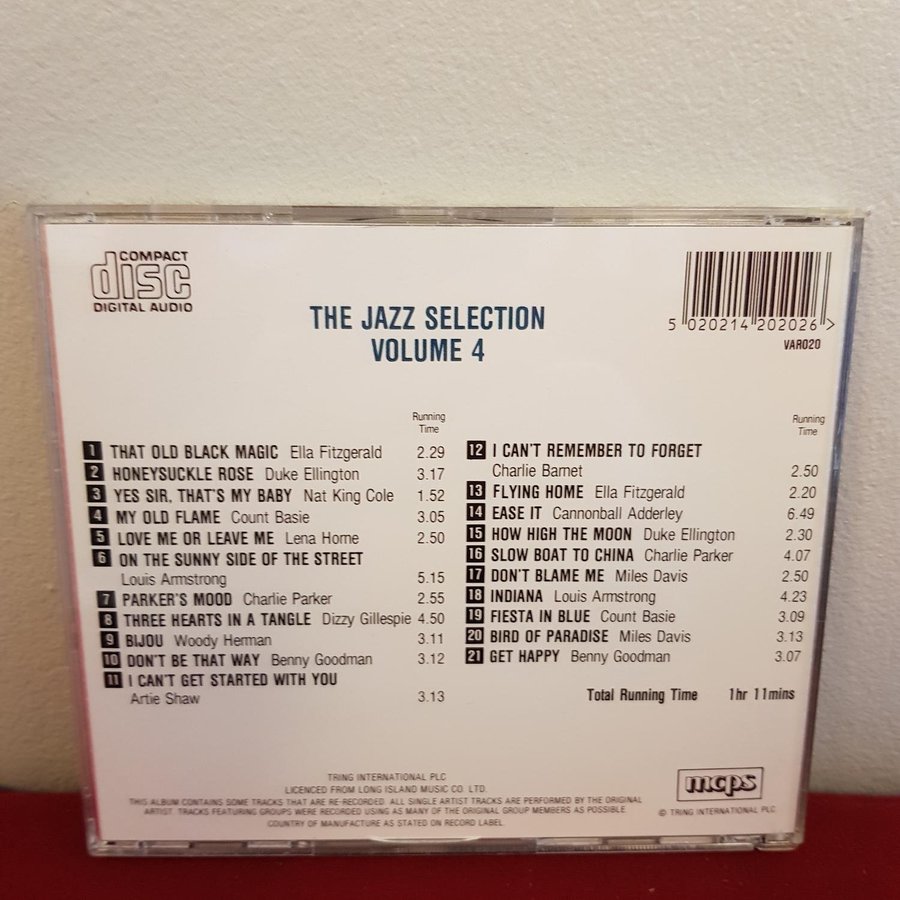 COMPACT
disc
DIGITAL AUDIO
THE JAZZ SELECTION
VOLUME 4
5 020214 202026 >
VAR020
Running
Time
1 THAT OLD BLACK MAGIC Ella Fitzgerald 2.29
2 HONEYSUCKLE ROSE Duke Ellington 3.17
3 YES SIR, THAT'S MY BABY Nat King Cole 1.52
4 MY OLD FLAME Count Basie 3.05
5 LOVE ME OR LEAVE ME Lena Horne 2.50
6 ON THE SUNNY SIDE OF THE STREET
Louis Armstrong 5.15
7 PARKER'S MOOD Charlie Parker 2.55
8 THREE HEARTS IN A TANGLE Dizzy Gillespie 4.50
9 BIJOU Woody Herman 3.11
10 DON'T BE THAT WAY Benny Goodman 3.12
11 I CAN'T GET STARTED WITH YOU
Artie Shaw 3.13
Running
Time
12 I CAN'T REMEMBER TO FORGET
Charlie Barnet 2.50
13 FLYING HOME Ella Fitzgerald 2.20
14 EASE IT Cannonball Adderley 6.49
15 HOW HIGH THE MOON Duke Ellington 2.30
16 SLOW BOAT TO CHINA Charlie Parker 4.07
17 DON'T BLAME ME Miles Davis 2.50
18 INDIANA Louis Armstrong 4.23
19 FIESTA IN BLUE Count Basie 3.09
20 BIRD OF PARADISE Miles Davis 3.13
21 GET HAPPY Benny Goodman 3.07
Total Running Time 1hr 11mins
TRING INTERNATIONAL PLC
LICENCED FROM LONG ISLAND MUSIC CO. LTD.
THIS ALBUM CONTAINS SOME TRACKS THAT ARE RE-RECORDED. ALL SINGLE ARTIST TRACKS ARE PERFORMED BY THE ORIGINAL
ARTIST. TRACKS FEATURING GROUPS WERE RECORDED USING AS MANY OF THE ORIGINAL GROUP MEMBERS AS POSSIBLE.
COUNTRY OF MANUFACTURE AS STATED ON RECORD LABEL.
mcps
© TRING INTERNATIONAL PLC.